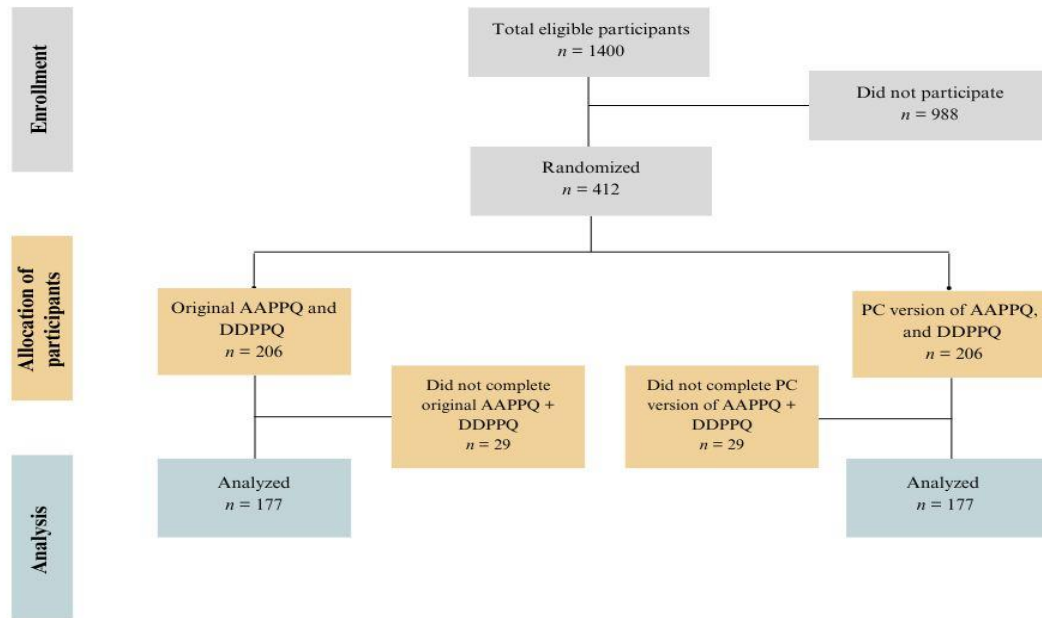 Enrollment
Total eligible participants
n = 1400
Did not participate
n = 988
Randomized
n = 412
Allocation of
participants
Original AAPPQ and
DDPPQ
n = 206
PC version of AAPPQ,
and DDPPQ
n = 206
Did not complete
original AAPPQ +
DDPPQ
n = 29
Did not complete PC
version of AAPPQ +
DDPPQ
n = 29
Analysis
Analyzed
n = 177
Analyzed
n = 177